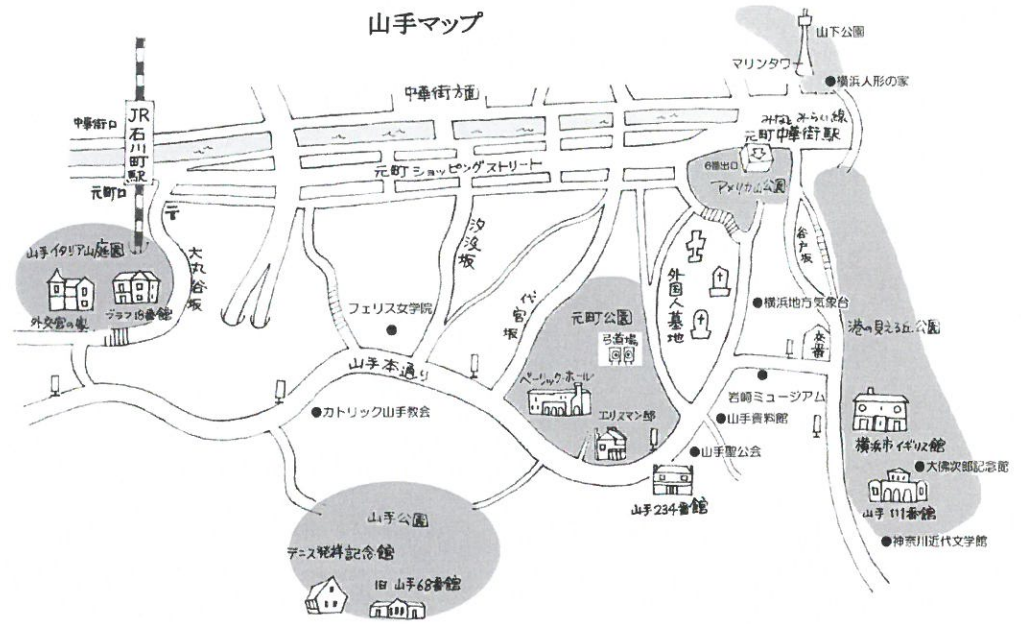 山手マップ
山下公園
マリンタワー
横浜人形の家
中華街方面
みなとみらい線
元町中華街駅
6番出口
アメリカ山公園
中華街口
JR石川町駅
元町口
元町ショッピングストリート
〒
山手イタリア山庭園
外交官の家
ブラフ18番館
大丸谷坂
汐汲坂
代官坂
谷戸坂
外国人墓地
フェリス女学院
元町公園
弓道場
横浜地方気象台
交番
港の見える丘公園
山手本通り
ベーリックホール
エリスマン邸
岩崎ミュージアム
山手資料館
カトリック山手教会
山手聖公会
山手234番館
横浜市イギリス館
大佛次郎記念館
山手111番館
神奈川近代文学館
山手公園
テニス発祥記念館
旧山手68番館